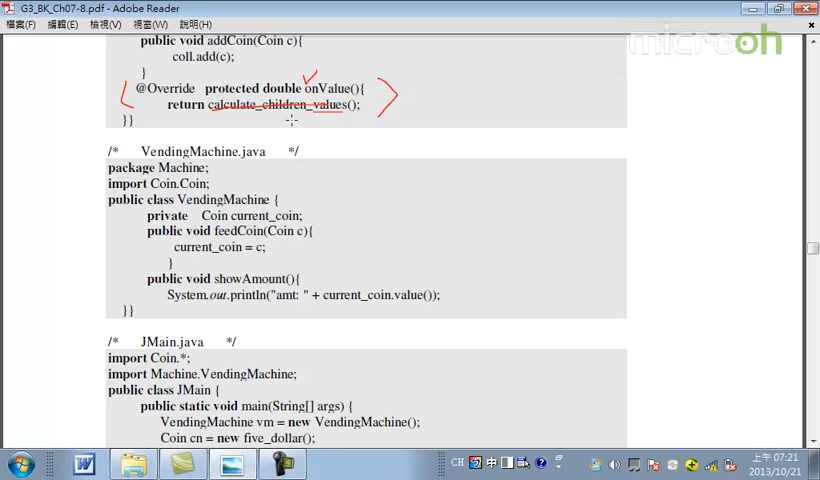 G3_BK_Ch07-8.pdf - Adobe Reader
檔案(F) 編輯(E) 檢視(V) 視窗(W) 說明(H)
microoh
public void addCoin(Coin c){
coll.add(c);
}
@Override protected double onValue(){
return calculate_children_values();
}}
/* VendingMachine.java */
package Machine;
import Coin.Coin;
public class VendingMachine {
private Coin current_coin;
public void feedCoin(Coin c){
current_coin = c;
}
public void showAmount(){
System.out.println("amt: " + current_coin.value());
}}
/* JMain.java */
import Coin.*;
import Machine.VendingMachine;
public class JMain {
public static void main(String[] args) {
VendingMachine vm = new VendingMachine();
Coin cn = new five_dollar();
CH 中
上午 07:21
2013/10/21